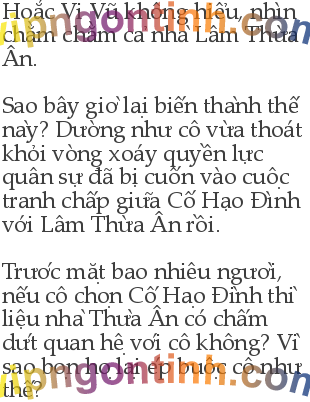 Hoắc Vi Vũ không hiểu, nhìn
chằm chằm cả nhà Lâm Thừa
Ân.
Sao bây giờ lại biến thành thế
này? Dường như cô vừa thoát
khỏi vòng xoáy quyền lực
quân sự đã bị cuốn vào cuộc
tranh chấp giữa Cố Hạo Đình
với Lâm Thừa Ân rồi.
Trước mặt bao nhiêu người,
nếu cô chọn Cố Hạo Đình thì
liệu nhà Thừa Ân có chấm
dứt quan hệ với cô không? Vì
sao bọn họ lại ép buộc cô như
thế?